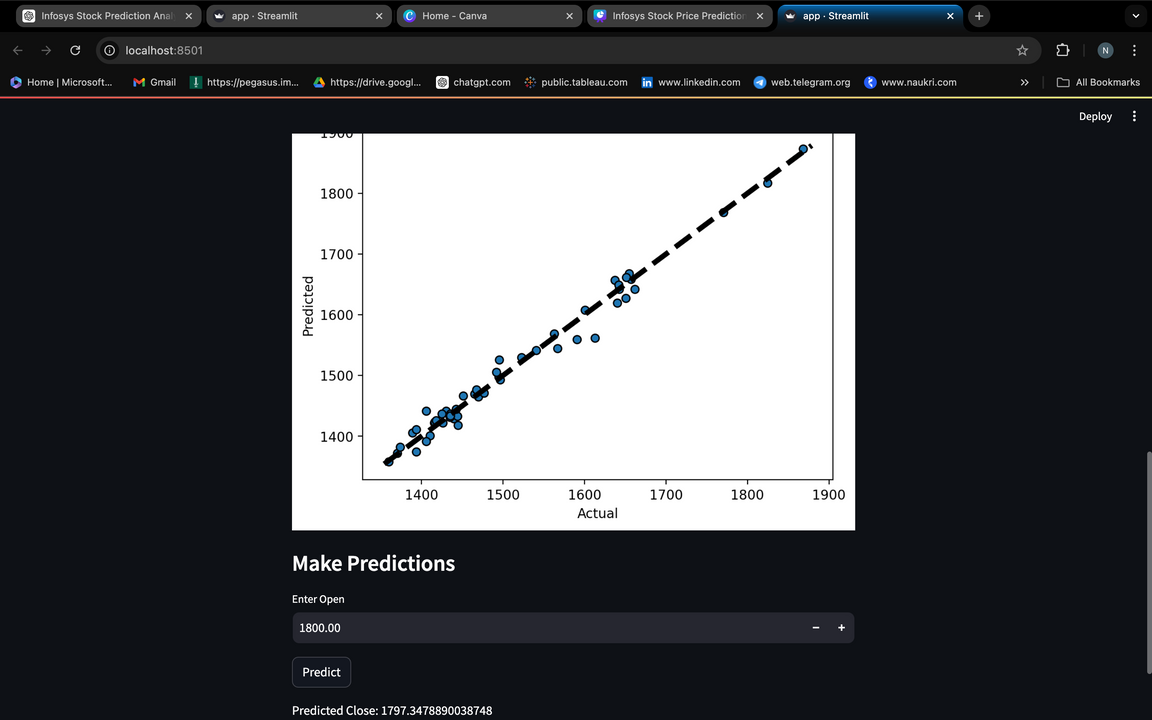 Infosys Stock Prediction Anal
app · Streamlit
Home - Canva
Infosys Stock Price Prediction
app · Streamlit
localhost:8501
N
Home | Microsoft...
Gmail
https://pegasus.im...
https://drive.googl...
chatgpt.com
public.tableau.com
www.linkedin.com
web.telegram.org
www.naukri.com
All Bookmarks
Deploy
1900
1800
1700
1600
1500
1400
Predicted
1400 1500 1600 1700 1800 1900
Actual
Make Predictions
Enter Open
1800.00
Predict
Predicted Close: 1797.3478890038748